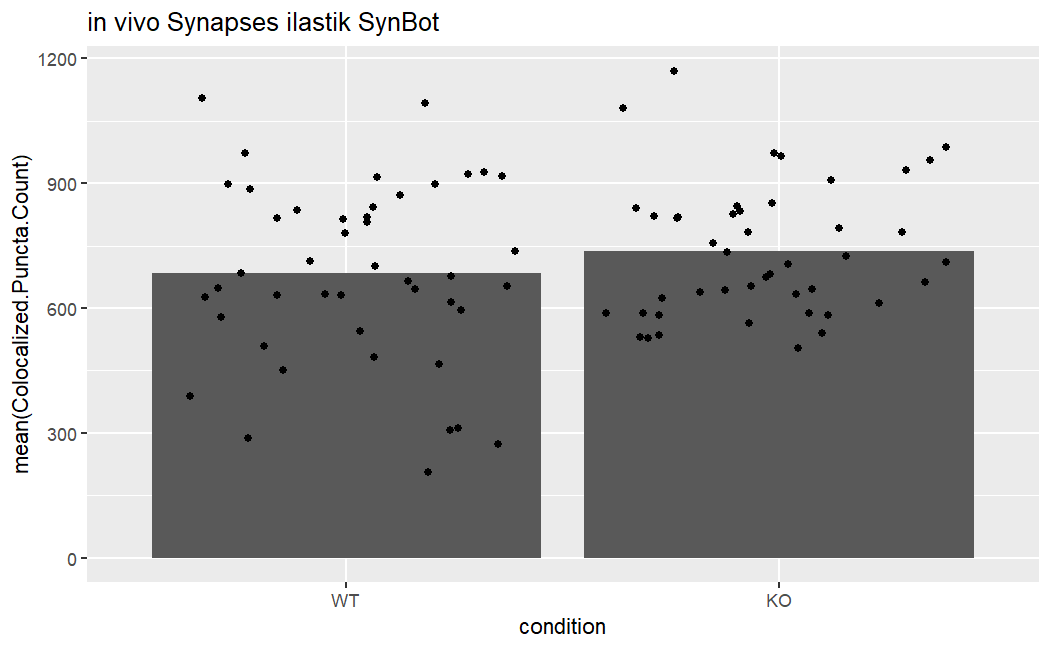 in vivo Synapses ilastik SynBot
mean(Colocalized.Puncta.Count)
1200
900
600
300
0
WT
KO
condition